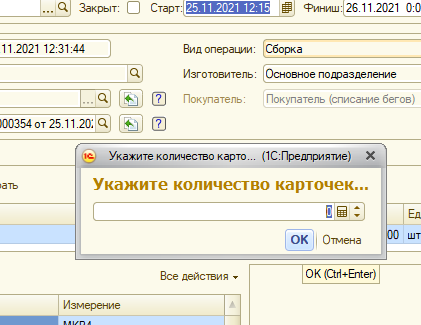 Закрыт: Старт: 25.11.2021 12:15 Финиш: 26.11.2021 0:0
.11.2021 12:31:44 Вид операции: Сборка
Изготовитель: Основное подразделение
Покупатель: Покупатель (списание бегов)
000354 от 25.11.202
Укажите количество карто... (1С:Предприятие)
Укажите количество карточек...
0
OK Отмена
рать
Ед
00 шт
OK (Ctrl+Enter)
Все действия
Измерение
МКВ4